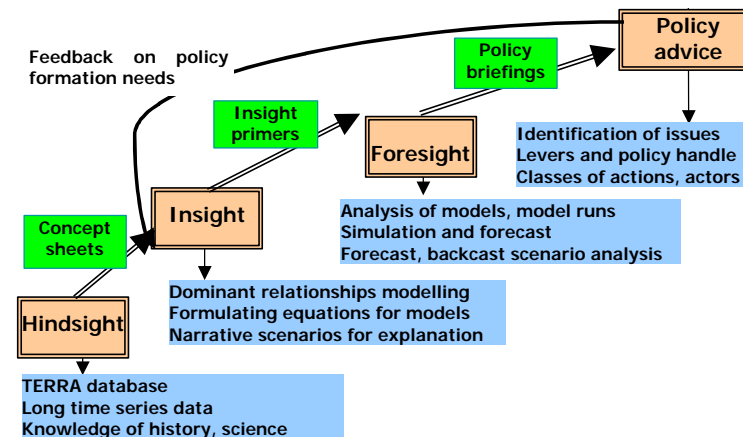 Policy
advice
Feedback on policy
formation needs
Policy
briefings
Insight
primers
Identification of issues
Levers and policy handle
Classes of actions, actors
Foresight
Analysis of models, model runs
Simulation and forecast
Forecast, backcast scenario analysis
Insight
Concept
sheets
Dominant relationships modelling
Formulating equations for models
Narrative scenarios for explanation
Hindsight
TERRA database
Long time series data
Knowledge of history, science